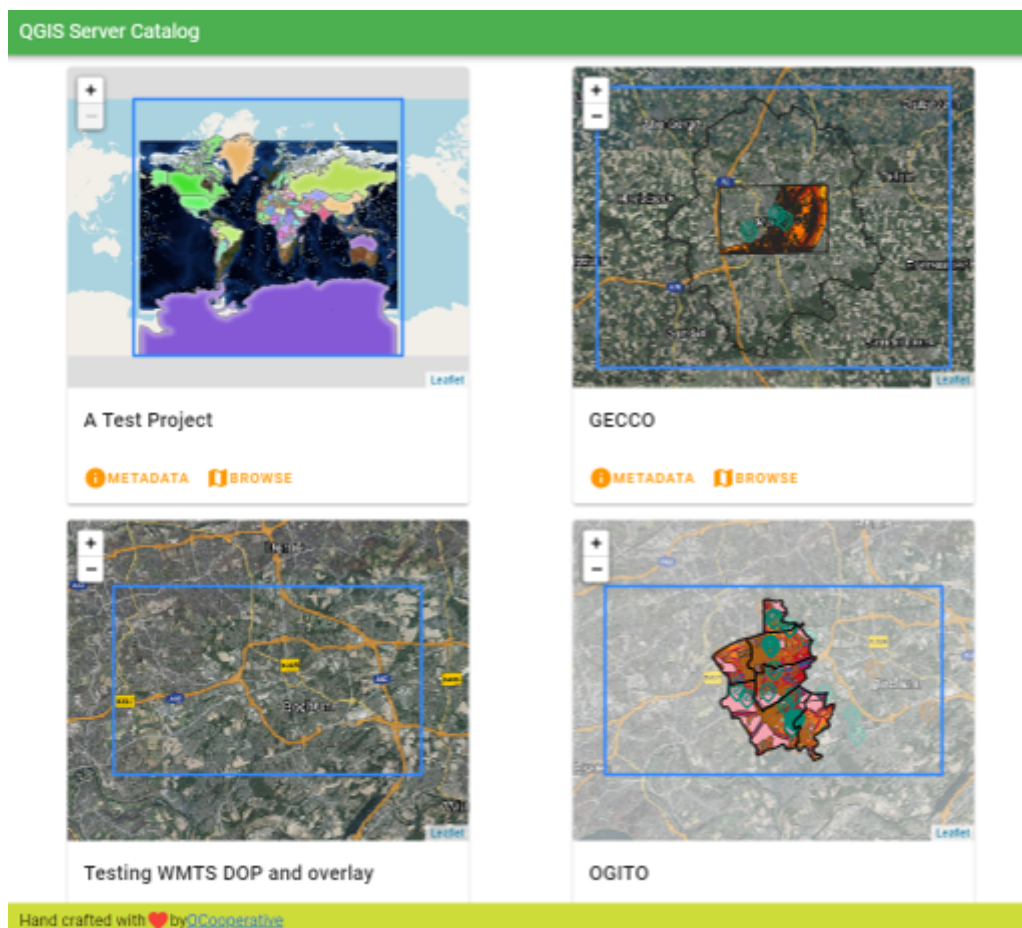 QGIS Server Catalog
+
−
Leaflet
A Test Project
METADATA BROWSE
+
−
Leaflet
GECCO
METADATA BROWSE
+
−
Leaflet
Testing WMTS DOP and overlay
+
−
Leaflet
OGITO
Hand crafted with ❤ by QCooperative